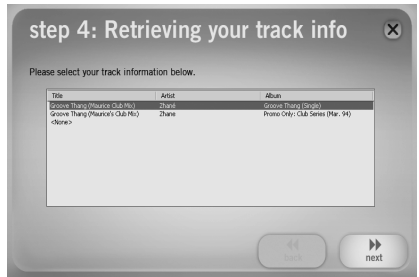 step 4: Retrieving your track info
Please select your track information below.
Title Artist Album
Groove Thang (Maurice Club Mix) Zhané Groove Thang (Single)
Groove Thang (Maurice's Club Mix) Zhane Promo Only: Club Series (Mar. 94)
<None>
back next